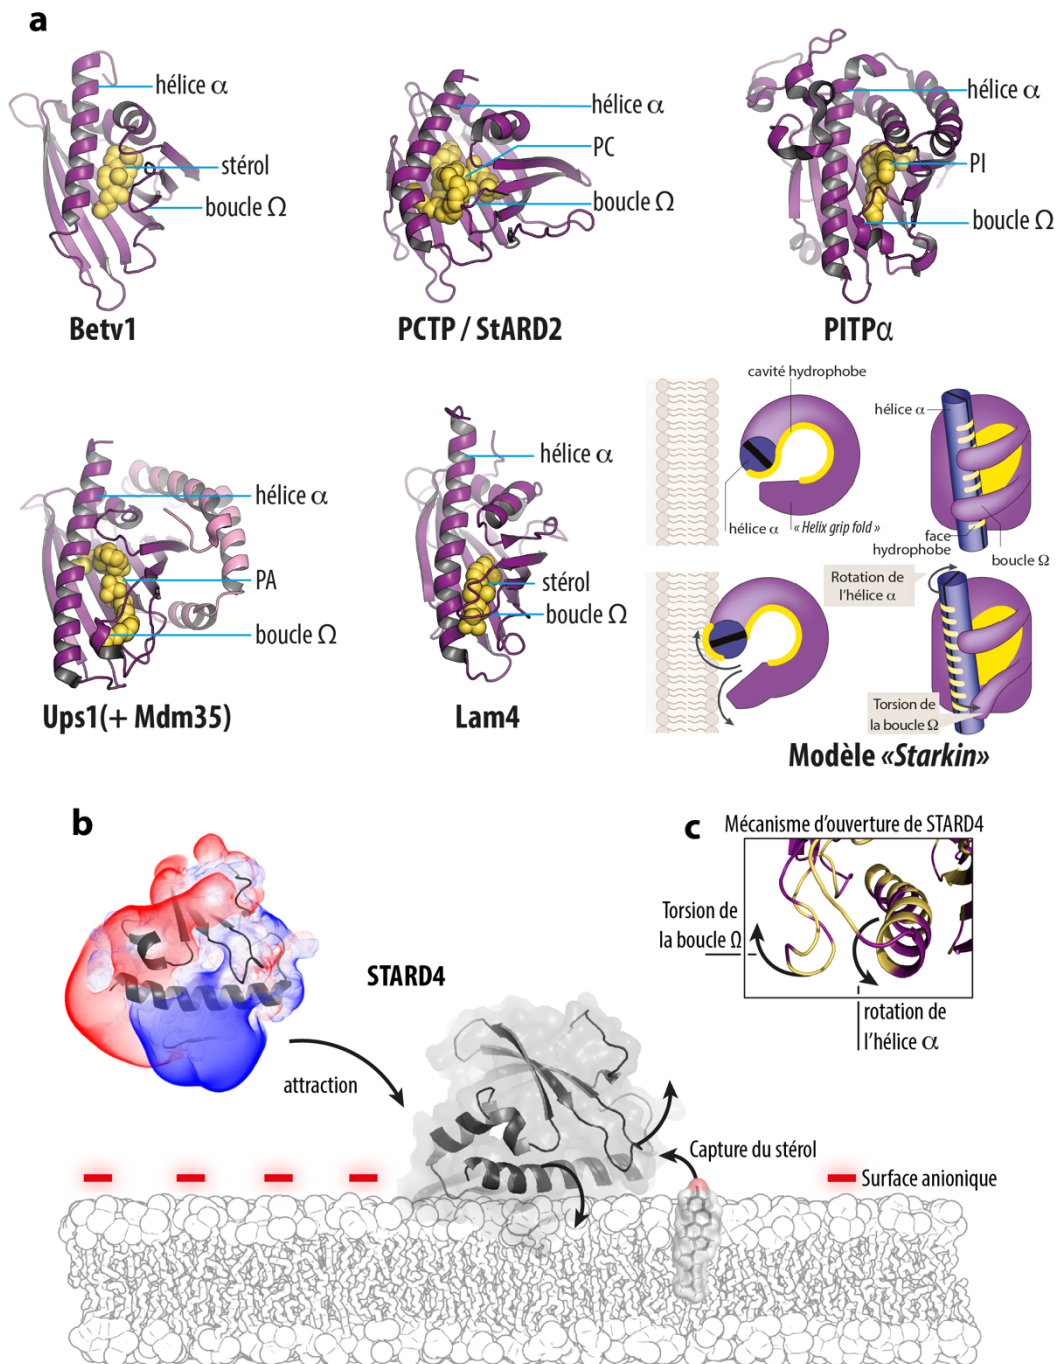 a
hélice α
stérol
boucle Ω
Betv1
hélice α
PC
boucle Ω
PCTP / StARD2
hélice α
PI
boucle Ω
PITPα
hélice α
PA
boucle Ω
Ups1(+ Mdm35)
hélice α
stérol
boucle Ω
Lam4
cavité hydrophobe
hélice α
« Helix grip fold »
hélice α
face
hydrophobe
boucle Ω
Rotation de
l'hélice α
Torsion de
la boucle Ω
Modèle «Starkin»
b
STARD4
attraction
Capture du stérol
Surface anionique
c
Mécanisme d'ouverture de STARD4
Torsion de
la boucle Ω
rotation de
l'hélice α